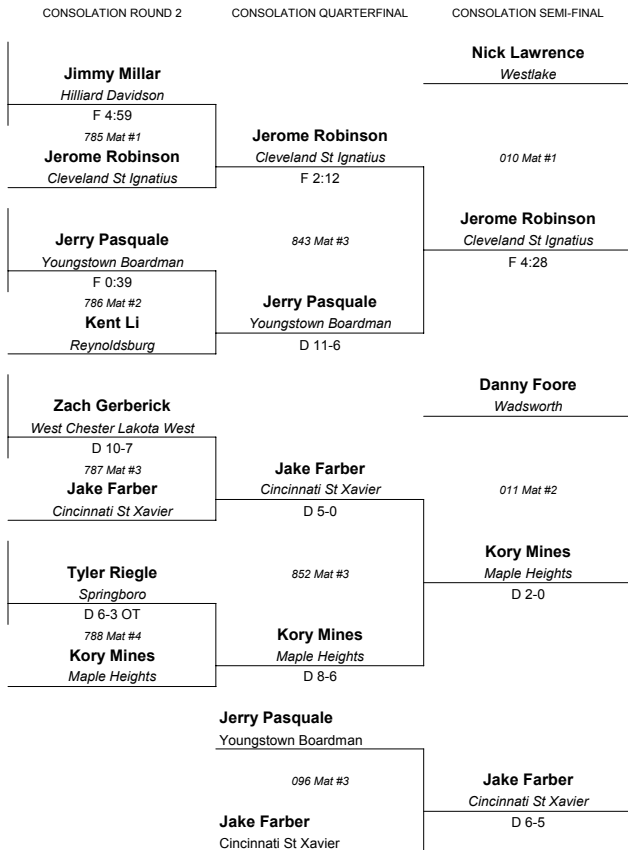 CONSOLATION ROUND 2 CONSOLATION QUARTERFINAL CONSOLATION SEMI-FINAL
Nick Lawrence
Westlake
Jimmy Millar
Hilliard Davidson
F 4:59
785 Mat #1
Jerome Robinson
Cleveland St Ignatius
Jerome Robinson
Cleveland St Ignatius
F 2:12
010 Mat #1
Jerome Robinson
Cleveland St Ignatius
F 4:28
Jerry Pasquale
Youngstown Boardman
F 0:39
786 Mat #2
Kent Li
Reynoldsburg
843 Mat #3
Jerry Pasquale
Youngstown Boardman
D 11-6
Danny Foore
Wadsworth
Zach Gerberick
West Chester Lakota West
D 10-7
787 Mat #3
Jake Farber
Cincinnati St Xavier
Jake Farber
Cincinnati St Xavier
D 5-0
011 Mat #2
Kory Mines
Maple Heights
D 2-0
Tyler Riegle
Springboro
D 6-3 OT
788 Mat #4
Kory Mines
Maple Heights
852 Mat #3
Kory Mines
Maple Heights
D 8-6
Jerry Pasquale
Youngstown Boardman
096 Mat #3
Jake Farber
Cincinnati St Xavier
Jake Farber
Cincinnati St Xavier
D 6-5